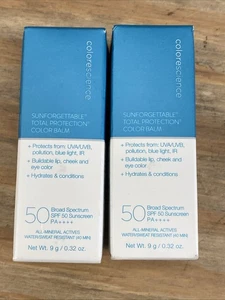 colorescience
SUNFORGETTABLE®
TOTAL PROTECTION®
COLOR BALM
+ Protects from: UVA/UVB,
pollution, blue light, IR
+ Buildable lip, cheek and
eye color
+ Hydrates & conditions
50 Broad Spectrum
SPF 50 Sunscreen
PA++++
ALL-MINERAL ACTIVES
WATER/SWEAT RESISTANT (40 MIN)
Net Wt. 9 g / 0.32 oz.
colorescience
SUNFORGETTABLE®
TOTAL PROTECTION®
COLOR BALM
+ Protects from: UVA/UVB,
pollution, blue light, IR
+ Buildable lip, cheek and
eye color
+ Hydrates & conditions
50 Broad Spectrum
SPF 50 Sunscreen
PA++++
ALL-MINERAL ACTIVES
WATER/SWEAT RESISTANT (40 MIN)
Net Wt. 9 g / 0.32 oz.